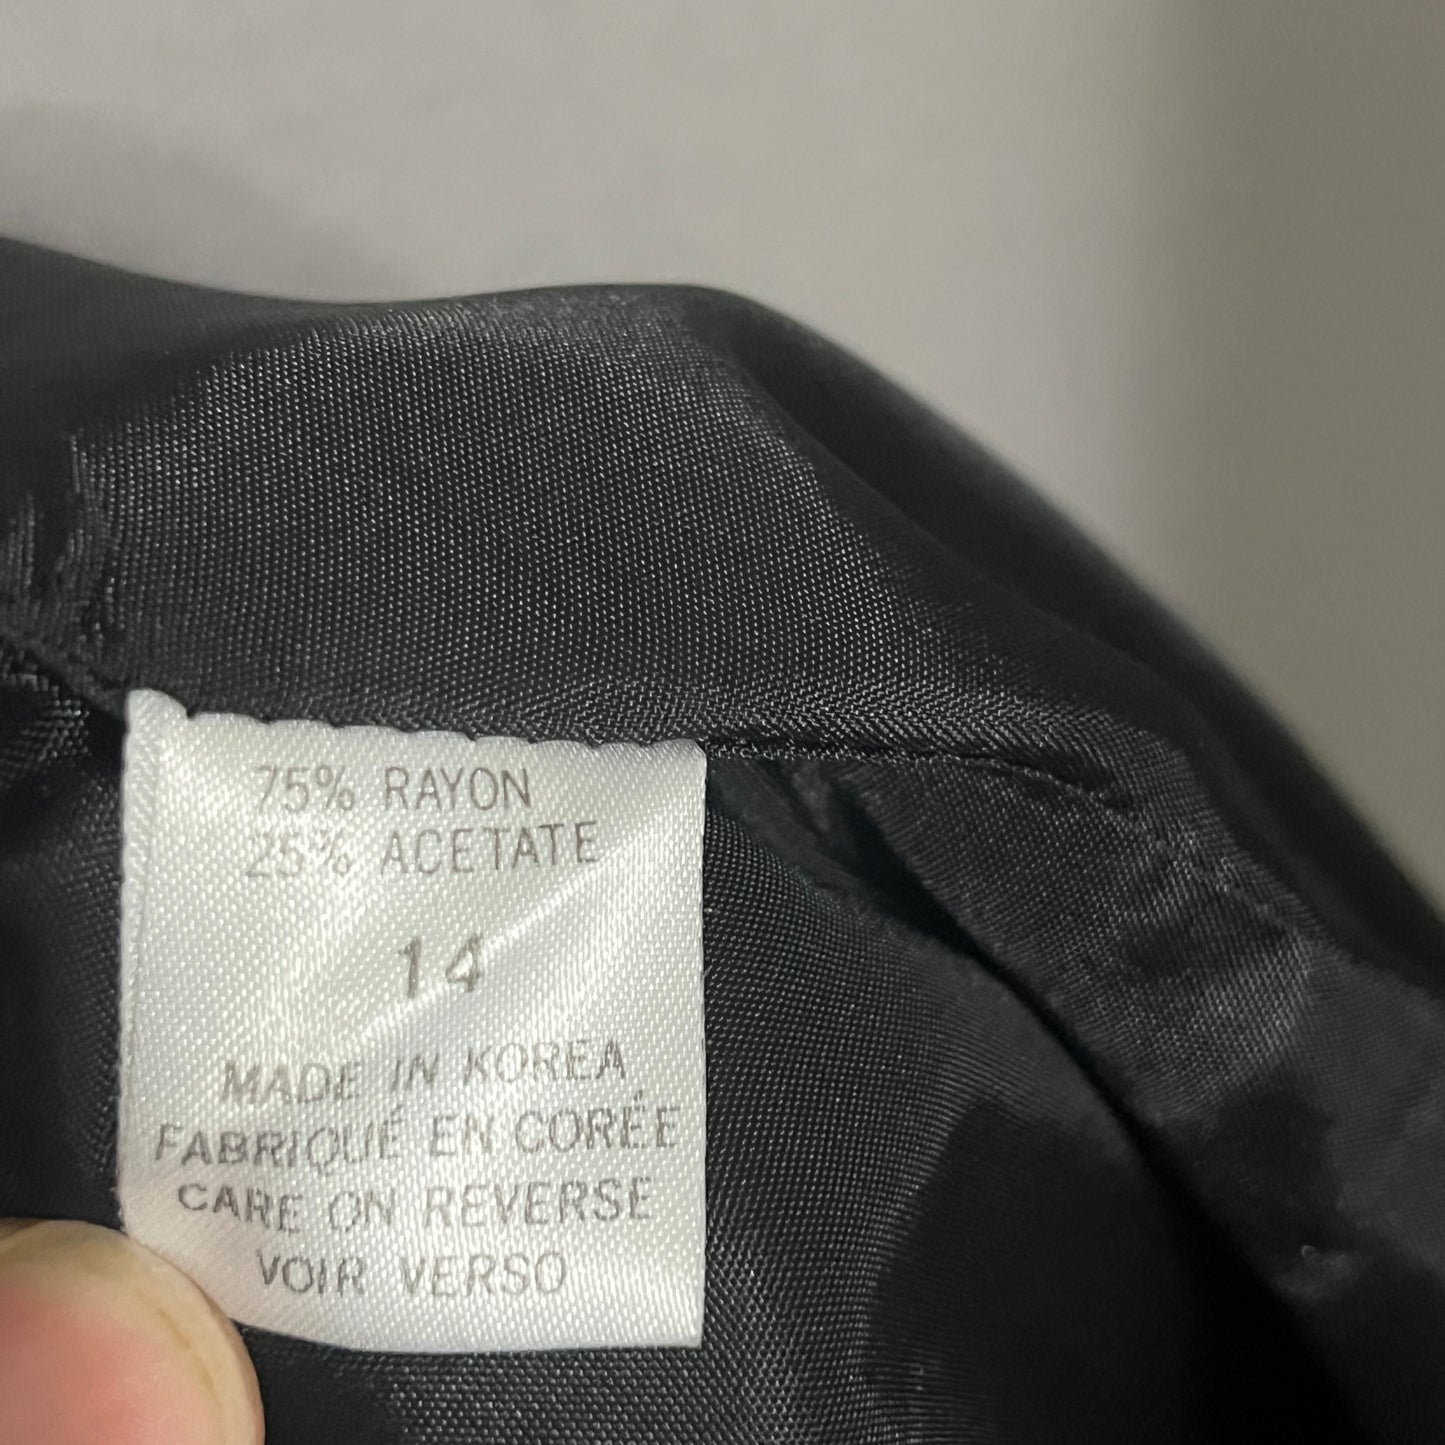 75% RAYON
25% ACETATE
14
MADE IN KOREA
FABRIQUÉ EN CORÉE
CARE ON REVERSE
VOIR VERSO